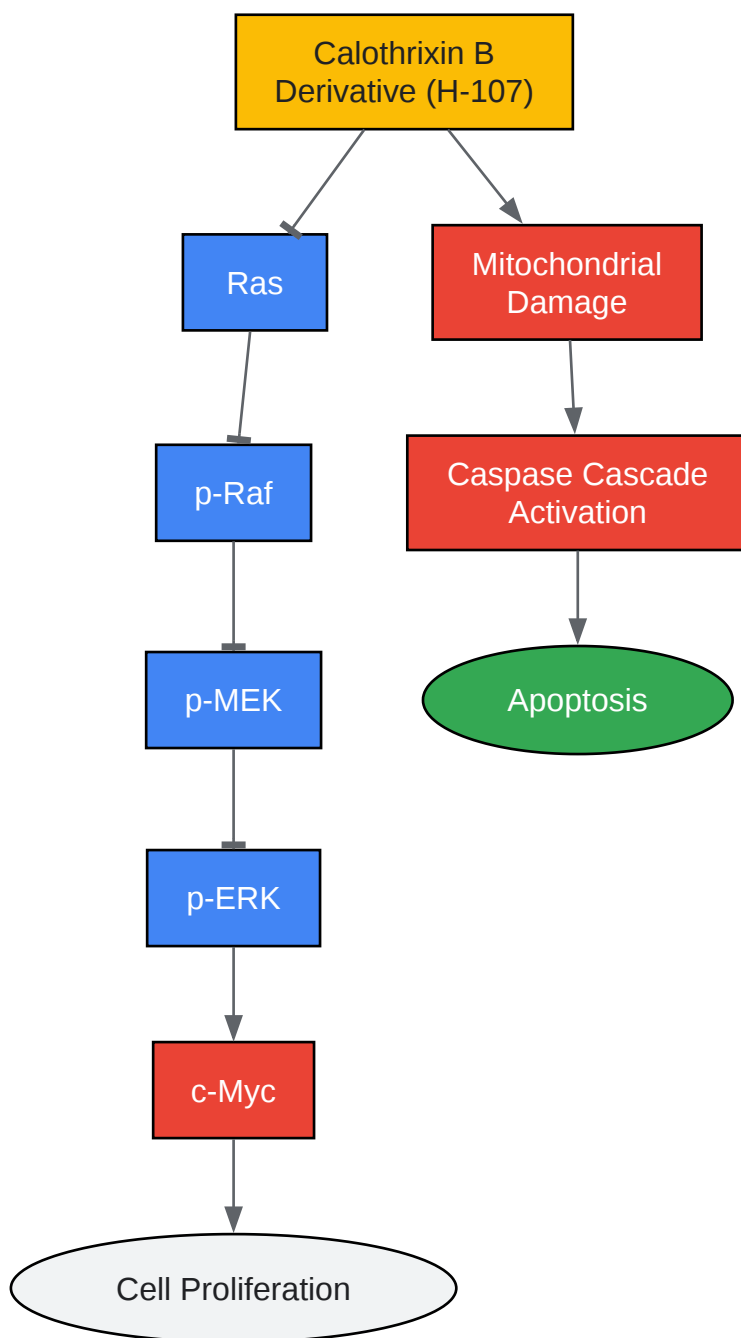 Calothrixin B
Derivative (H-107)
Ras
Mitochondrial
Damage
p-Raf
Caspase Cascade
Activation
p-MEK
Apoptosis
p-ERK
c-Myc
Cell Proliferation